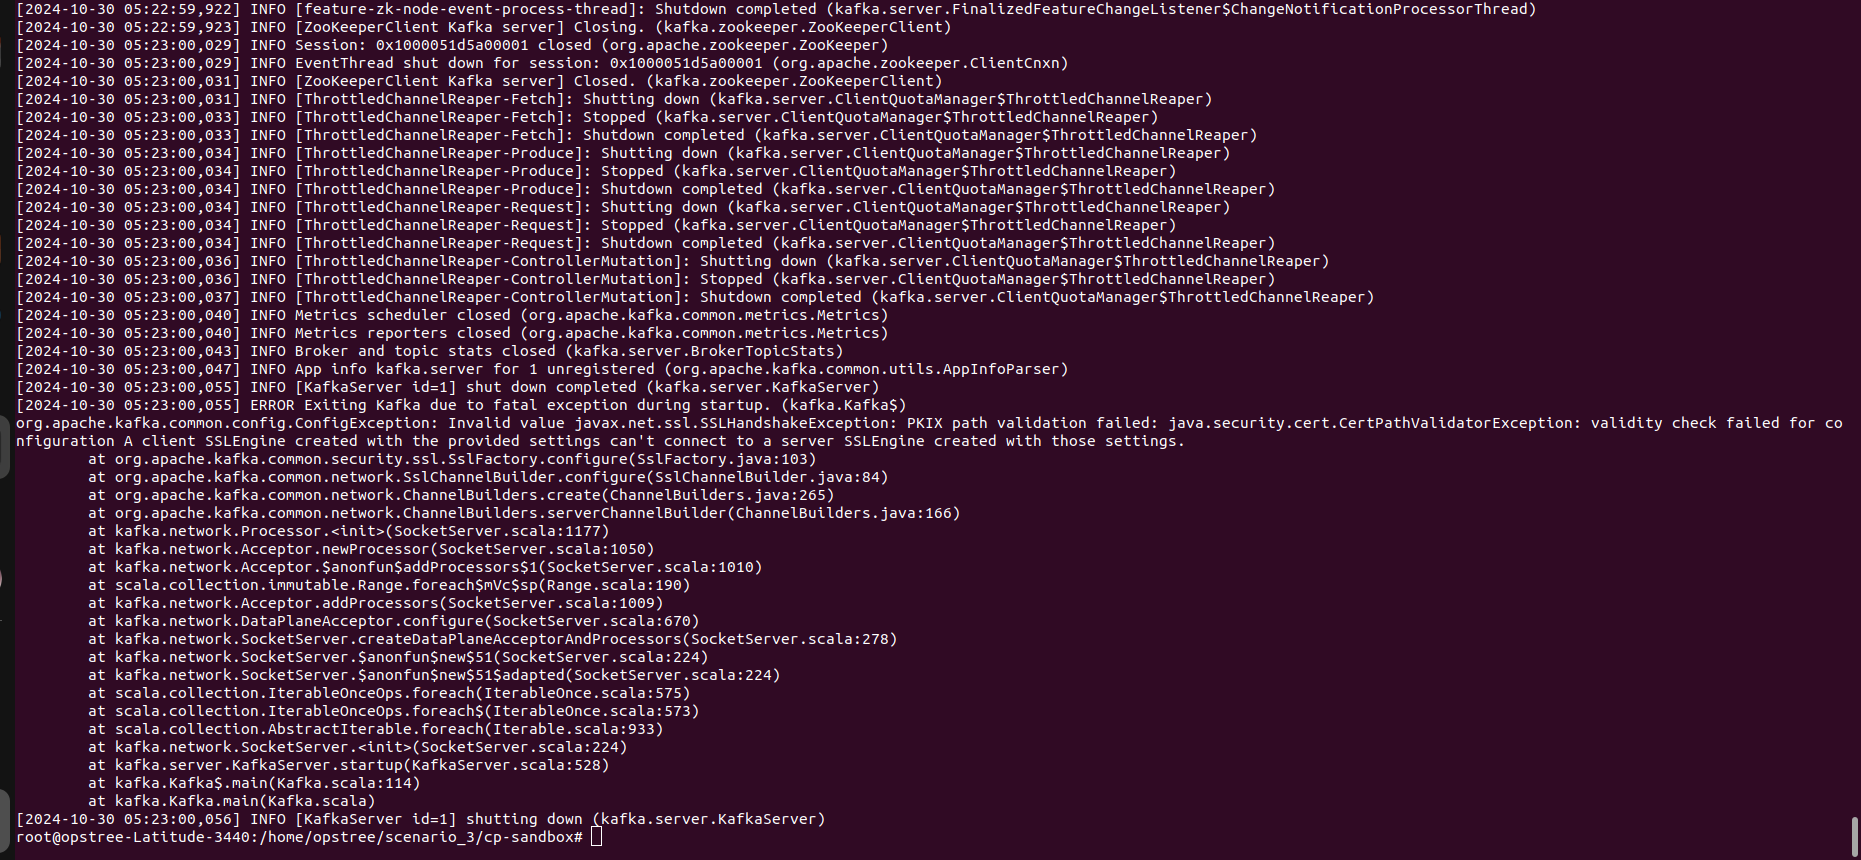 [2024-10-30 05:22:59,922] INFO [feature-zk-node-event-process-thread]: Shutdown completed (kafka.server.FinalizedFeatureChangeListener$ChangeNotificationProcessorThread)
[2024-10-30 05:22:59,923] INFO [ZooKeeperClient Kafka server] Closing. (kafka.zookeeper.ZooKeeperClient)
[2024-10-30 05:23:00,029] INFO Session: 0x1000051d5a00001 closed (org.apache.zookeeper.ZooKeeper)
[2024-10-30 05:23:00,029] INFO EventThread shut down for session: 0x1000051d5a00001 (org.apache.zookeeper.ClientCnxn)
[2024-10-30 05:23:00,031] INFO [ZooKeeperClient Kafka server] Closed. (kafka.zookeeper.ZooKeeperClient)
[2024-10-30 05:23:00,031] INFO [ThrottledChannelReaper-Fetch]: Shutting down (kafka.server.ClientQuotaManager$ThrottledChannelReaper)
[2024-10-30 05:23:00,033] INFO [ThrottledChannelReaper-Fetch]: Stopped (kafka.server.ClientQuotaManager$ThrottledChannelReaper)
[2024-10-30 05:23:00,033] INFO [ThrottledChannelReaper-Fetch]: Shutdown completed (kafka.server.ClientQuotaManager$ThrottledChannelReaper)
[2024-10-30 05:23:00,034] INFO [ThrottledChannelReaper-Produce]: Shutting down (kafka.server.ClientQuotaManager$ThrottledChannelReaper)
[2024-10-30 05:23:00,034] INFO [ThrottledChannelReaper-Produce]: Stopped (kafka.server.ClientQuotaManager$ThrottledChannelReaper)
[2024-10-30 05:23:00,034] INFO [ThrottledChannelReaper-Produce]: Shutdown completed (kafka.server.ClientQuotaManager$ThrottledChannelReaper)
[2024-10-30 05:23:00,034] INFO [ThrottledChannelReaper-Request]: Shutting down (kafka.server.ClientQuotaManager$ThrottledChannelReaper)
[2024-10-30 05:23:00,034] INFO [ThrottledChannelReaper-Request]: Stopped (kafka.server.ClientQuotaManager$ThrottledChannelReaper)
[2024-10-30 05:23:00,034] INFO [ThrottledChannelReaper-Request]: Shutdown completed (kafka.server.ClientQuotaManager$ThrottledChannelReaper)
[2024-10-30 05:23:00,036] INFO [ThrottledChannelReaper-ControllerMutation]: Shutting down (kafka.server.ClientQuotaManager$ThrottledChannelReaper)
[2024-10-30 05:23:00,036] INFO [ThrottledChannelReaper-ControllerMutation]: Stopped (kafka.server.ClientQuotaManager$ThrottledChannelReaper)
[2024-10-30 05:23:00,037] INFO [ThrottledChannelReaper-ControllerMutation]: Shutdown completed (kafka.server.ClientQuotaManager$ThrottledChannelReaper)
[2024-10-30 05:23:00,040] INFO Metrics scheduler closed (org.apache.kafka.common.metrics.Metrics)
[2024-10-30 05:23:00,040] INFO Metrics reporters closed (org.apache.kafka.common.metrics.Metrics)
[2024-10-30 05:23:00,043] INFO Broker and topic stats closed (kafka.server.BrokerTopicStats)
[2024-10-30 05:23:00,047] INFO App info kafka.server for 1 unregistered (org.apache.kafka.common.utils.AppInfoParser)
[2024-10-30 05:23:00,055] INFO [KafkaServer id=1] shut down completed (kafka.server.KafkaServer)
[2024-10-30 05:23:00,055] ERROR Exiting Kafka due to fatal exception during startup. (kafka.Kafka$)
org.apache.kafka.common.config.ConfigException: Invalid value javax.net.ssl.SSLHandshakeException: PKIX path validation failed: java.security.cert.CertPathValidatorException: validity check failed for co
nfiguration A client SSLEngine created with the provided settings can't connect to a server SSLEngine created with those settings.
at org.apache.kafka.common.security.ssl.SslFactory.configure(SslFactory.java:103)
at org.apache.kafka.common.network.SslChannelBuilder.configure(SslChannelBuilder.java:84)
at org.apache.kafka.common.network.ChannelBuilders.create(ChannelBuilders.java:265)
at org.apache.kafka.common.network.ChannelBuilders.serverChannelBuilder(ChannelBuilders.java:166)
at kafka.network.Processor.<init>(SocketServer.scala:1177)
at kafka.network.Acceptor.newProcessor(SocketServer.scala:1050)
at kafka.network.Acceptor.$anonfun$addProcessors$1(SocketServer.scala:1010)
at scala.collection.immutable.Range.foreach$mVc$sp(Range.scala:190)
at kafka.network.Acceptor.addProcessors(SocketServer.scala:1009)
at kafka.network.DataPlaneAcceptor.configure(SocketServer.scala:670)
at kafka.network.SocketServer.createDataPlaneAcceptorAndProcessors(SocketServer.scala:278)
at kafka.network.SocketServer.$anonfun$new$51(SocketServer.scala:224)
at kafka.network.SocketServer.$anonfun$new$51$adapted(SocketServer.scala:224)
at scala.collection.IterableOnceOps.foreach(IterableOnce.scala:575)
at scala.collection.IterableOnceOps.foreach$(IterableOnce.scala:573)
at scala.collection.AbstractIterable.foreach(Iterable.scala:933)
at kafka.network.SocketServer.<init>(SocketServer.scala:224)
at kafka.server.KafkaServer.startup(KafkaServer.scala:528)
at kafka.Kafka$.main(Kafka.scala:114)
at kafka.Kafka.main(Kafka.scala)
[2024-10-30 05:23:00,056] INFO [KafkaServer id=1] shutting down (kafka.server.KafkaServer)
root@opstree-Latitude-3440:/home/opstree/scenario_3/cp-sandbox#